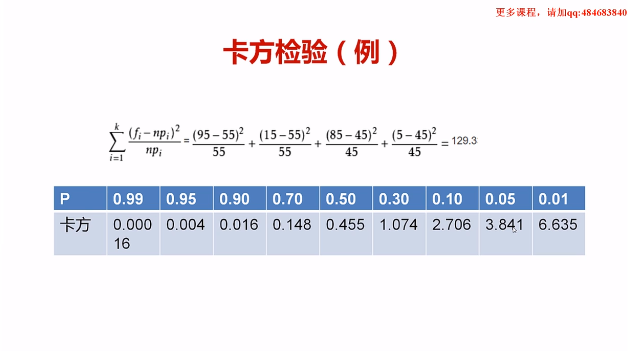 更多课程，请加qq:484683840
卡方检验（例）
\sum_{i=1}^{k} \frac{(f_i - np_i)^2}{np_i} = \frac{(95-55)^2}{55} + \frac{(15-55)^2}{55} + \frac{(85-45)^2}{45} + \frac{(5-45)^2}{45} = 129.3
P 0.99 0.95 0.90 0.70 0.50 0.30 0.10 0.05 0.01
卡方 0.00016 0.004 0.016 0.148 0.455 1.074 2.706 3.841 6.635